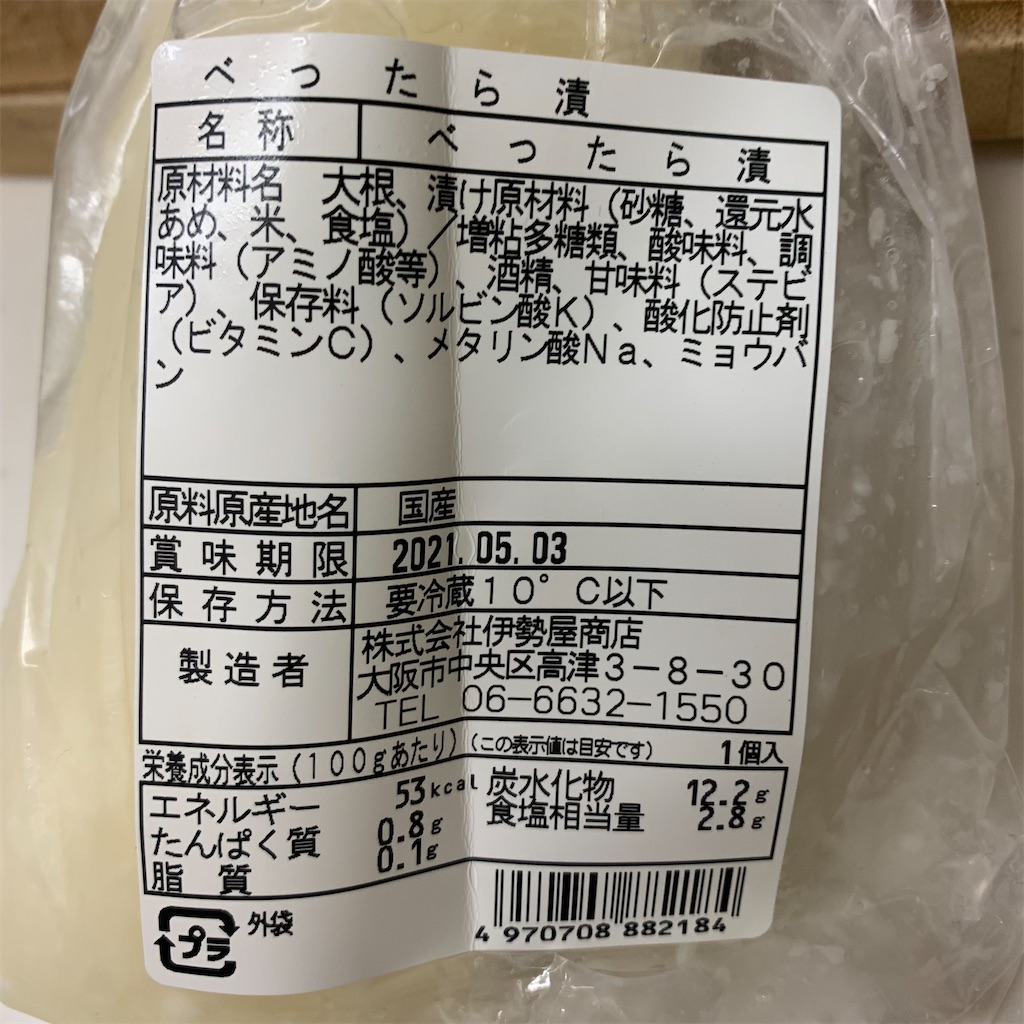 べったら漬
名称 べったら漬
原材料名 大根、漬け原材料（砂糖、還元水
あめ、米、食塩）／増粘多糖類、酸味料、調
味料（アミノ酸等）、酒精、甘味料（ステビ
ア）、保存料（ソルビン酸K）、酸化防止剤
（ビタミンC）、メタリン酸Na、ミョウバ
ン
原料原産地名 国産
賞味期限 2021.05.03
保存方法 要冷蔵10°C以下
製造者 株式会社伊勢屋商店
大阪市中央区高津3-8-30
TEL 06-6632-1550
栄養成分表示（100gあたり）（この表示値は目安です） 1個入
エネルギー 53kcal 炭水化物 12.2g
たんぱく質 0.8g 食塩相当量 2.8g
脂質 0.1g
プラ 外袋
4 970708 882184